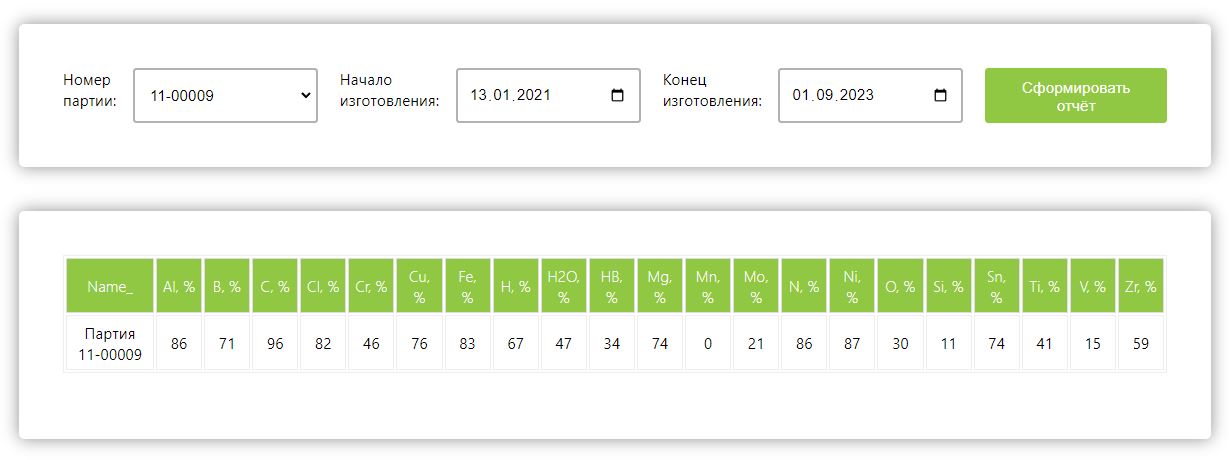 Номер
партии:
11-00009
Начало
изготовления:
13.01.2021
Конец
изготовления:
01.09.2023
Сформировать
отчёт
Name_ Al, % B, % C, % Cl, % Cr, % Cu, % Fe, % H, % H2O, % HB, % Mg, % Mn, % Mo, % N, % Ni, % O, % Si, % Sn, % Ti, % V, % Zr, %
Партия
11-00009 86 71 96 82 46 76 83 67 47 34 74 0 21 86 87 30 11 74 41 15 59